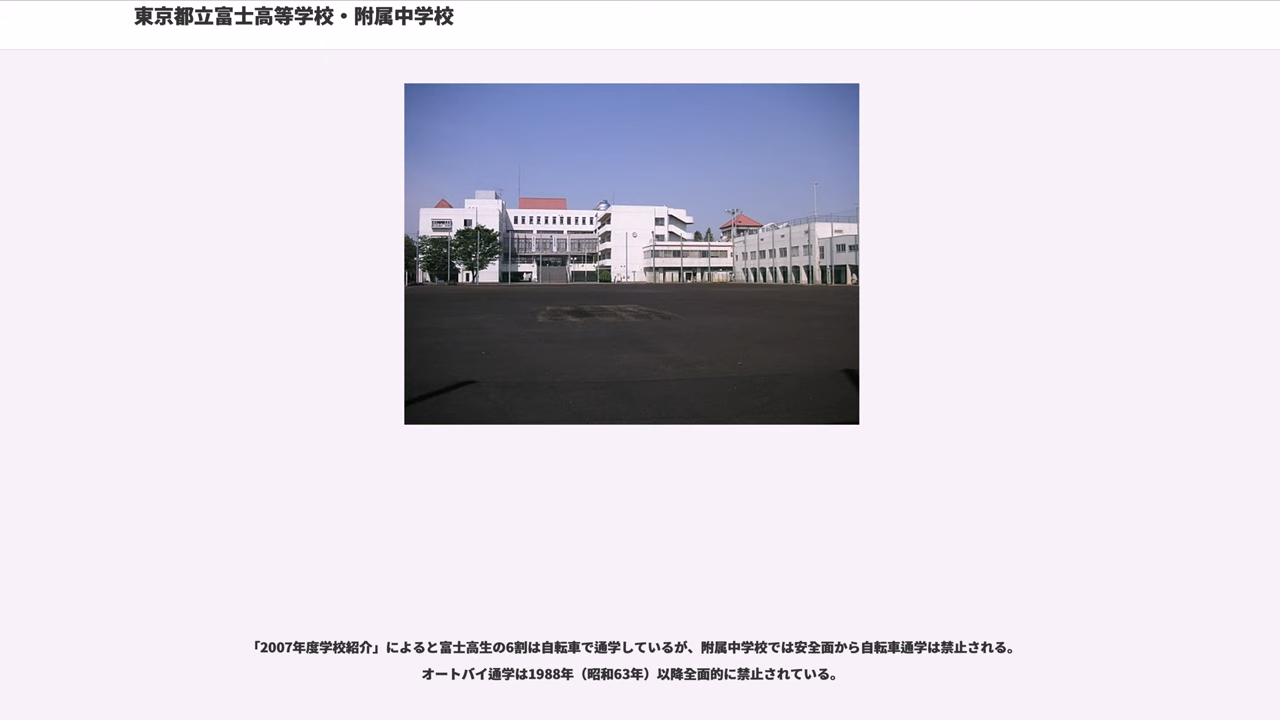 東京都立富士高等学校・附属中学校
「2007年度学校紹介」によると富士高生の6割は自転車で通学しているが、附属中学校では安全面から自転車通学は禁止される。
オートバイ通学は1988年（昭和63年）以降全面的に禁止されている。